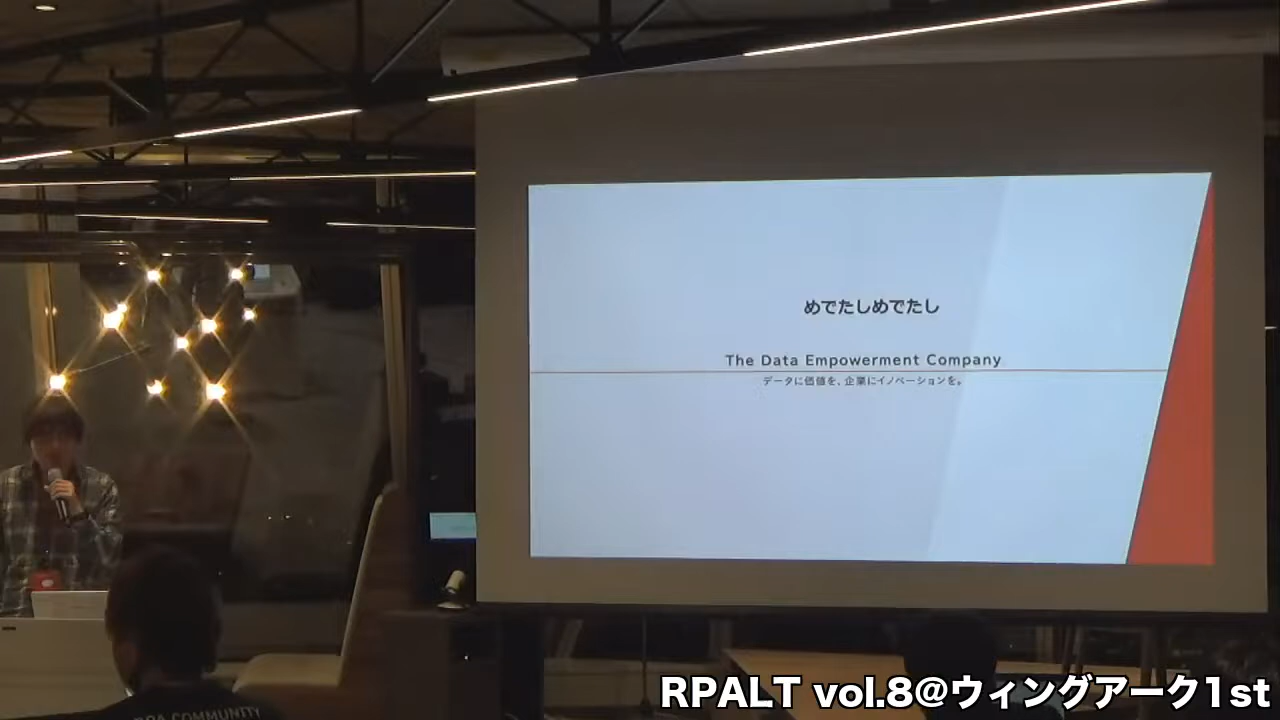 めでたしめでたし
The Data Empowerment Company
データに価値を、企業にイノベーションを。
RPA COMMUNITY
RPALT vol.8@ウィングアーク1st